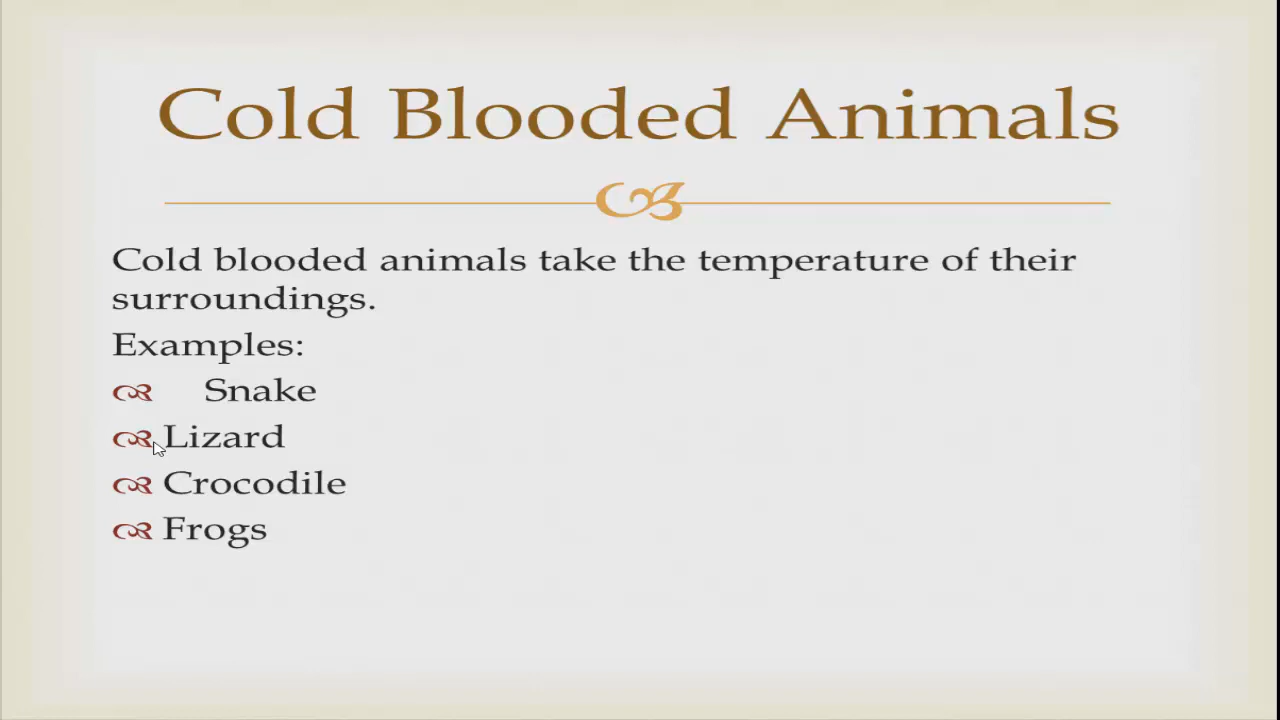 Cold Blooded Animals
Cold blooded animals take the temperature of their
surroundings.
Examples:
Snake
Lizard
Crocodile
Frogs